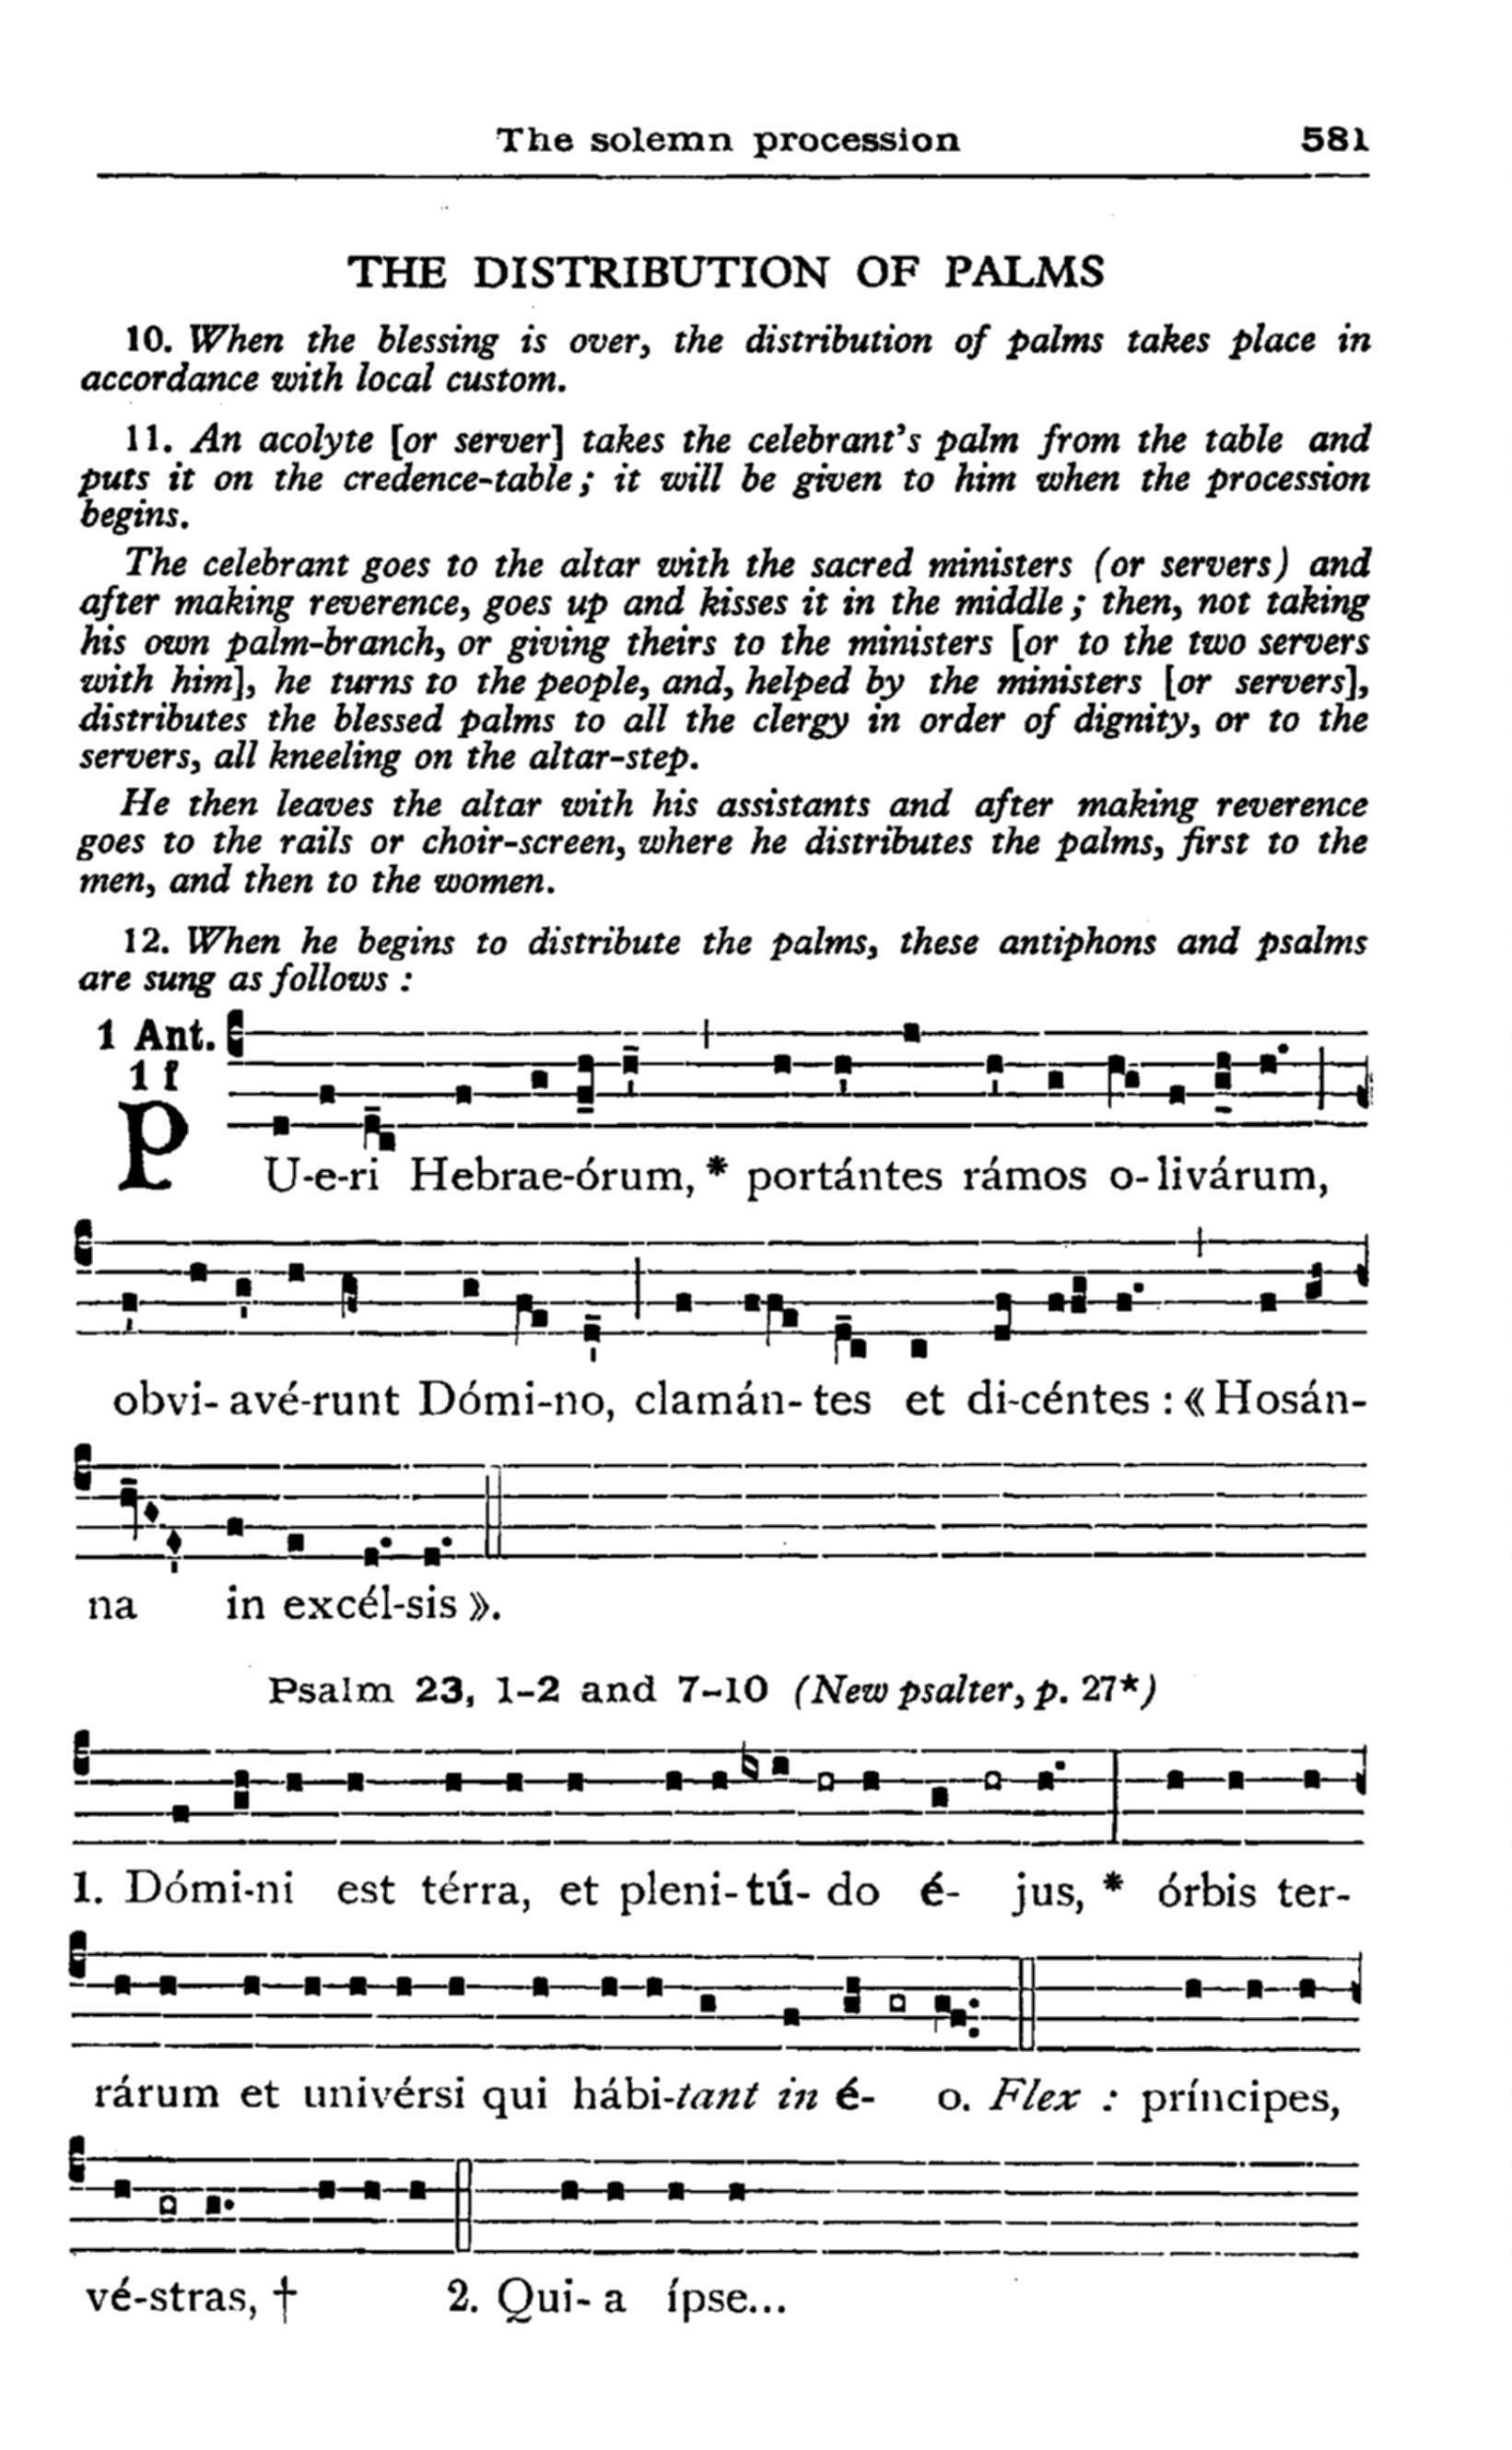 The solemn procession 581
THE DISTRIBUTION OF PALMS
10. When the blessing is over, the distribution of palms takes place in
accordance with local custom.
11. An acolyte [or server] takes the celebrant's palm from the table and
puts it on the credence-table; it will be given to him when the procession
begins.
The celebrant goes to the altar with the sacred ministers (or servers) and
after making reverence, goes up and kisses it in the middle; then, not taking
his own palm-branch, or giving theirs to the ministers [or to the two servers
with him], he turns to the people, and, helped by the ministers [or servers],
distributes the blessed palms to all the clergy in order of dignity, or to the
servers, all kneeling on the altar-step.
He then leaves the altar with his assistants and after making reverence
goes to the rails or choir-screen, where he distributes the palms, first to the
men, and then to the women.
12. When he begins to distribute the palms, these antiphons and psalms
are sung as follows :
1 Ant.
1 f
PU-e-ri Hebrae-órum, * portántes rámos o-livárum,
obvi-avé-runt Dómi-no, clamán-tes et di-céntes : « Hosán-
na in excél-sis ».
Psalm 23, 1-2 and 7-10 (New psalter, p. 27*)
1. Dómi-ni est térra, et pleni-tú-do é-jus, * órbis ter-
rárum et univérsi qui hábi-tant in é-o. Flex : príncipes,
vé-stras, † 2. Qui-a ípse...